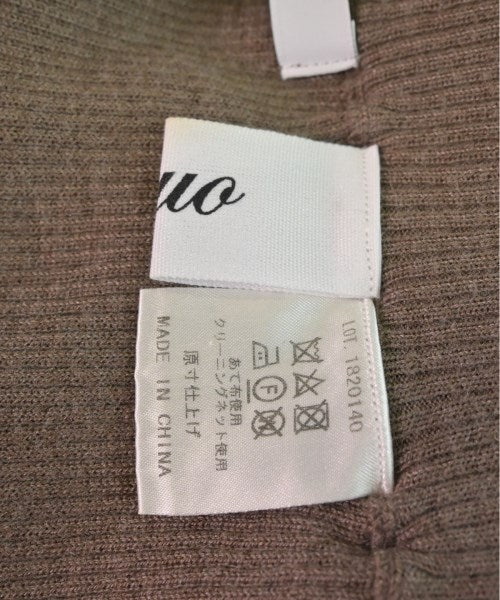 uo
LOT. 1820140
あて布使用
クリーニングネット使用
原寸仕上げ
MADE IN CHINA